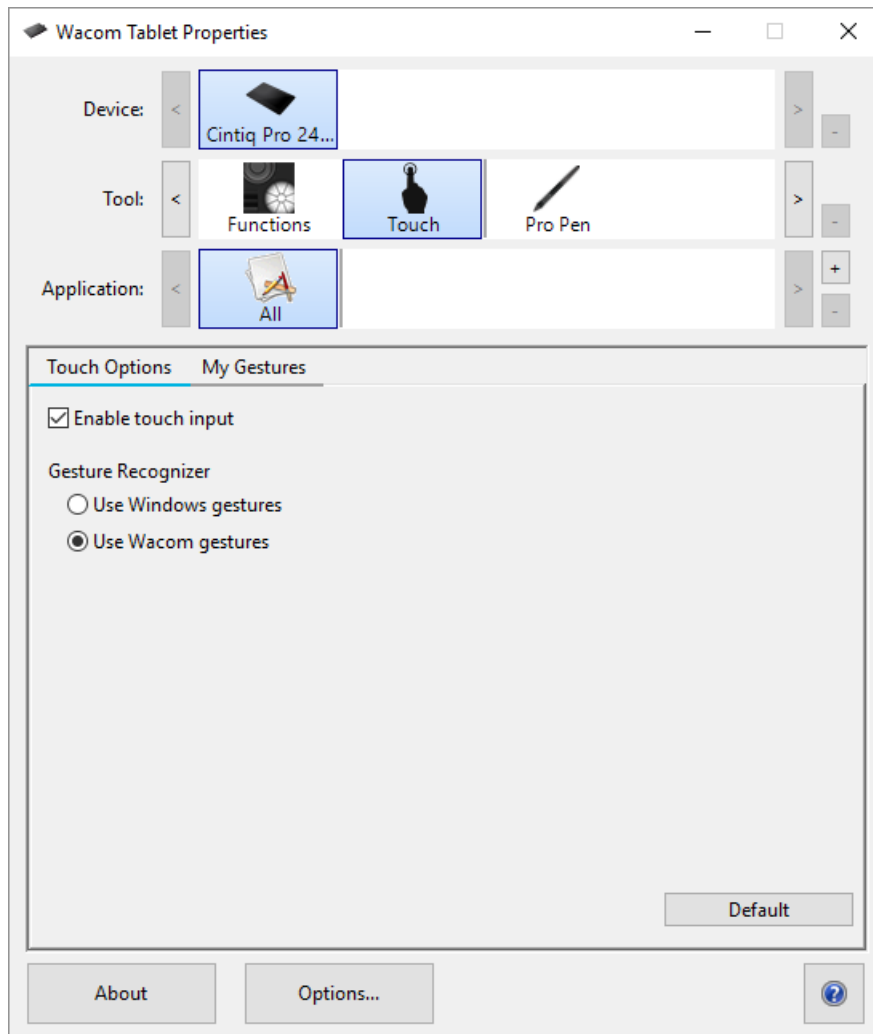 Wacom Tablet Properties
Device:
<
Cintiq Pro 24...
>
-
Tool:
<
Functions
Touch
Pro Pen
>
-
Application:
<
All
>
+
-
Touch Options
My Gestures
Enable touch input
Gesture Recognizer
Use Windows gestures
Use Wacom gestures
Default
About
Options...
?